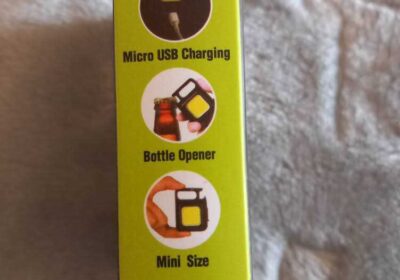 Micro USB Charging
Bottle Opener
Mini Size